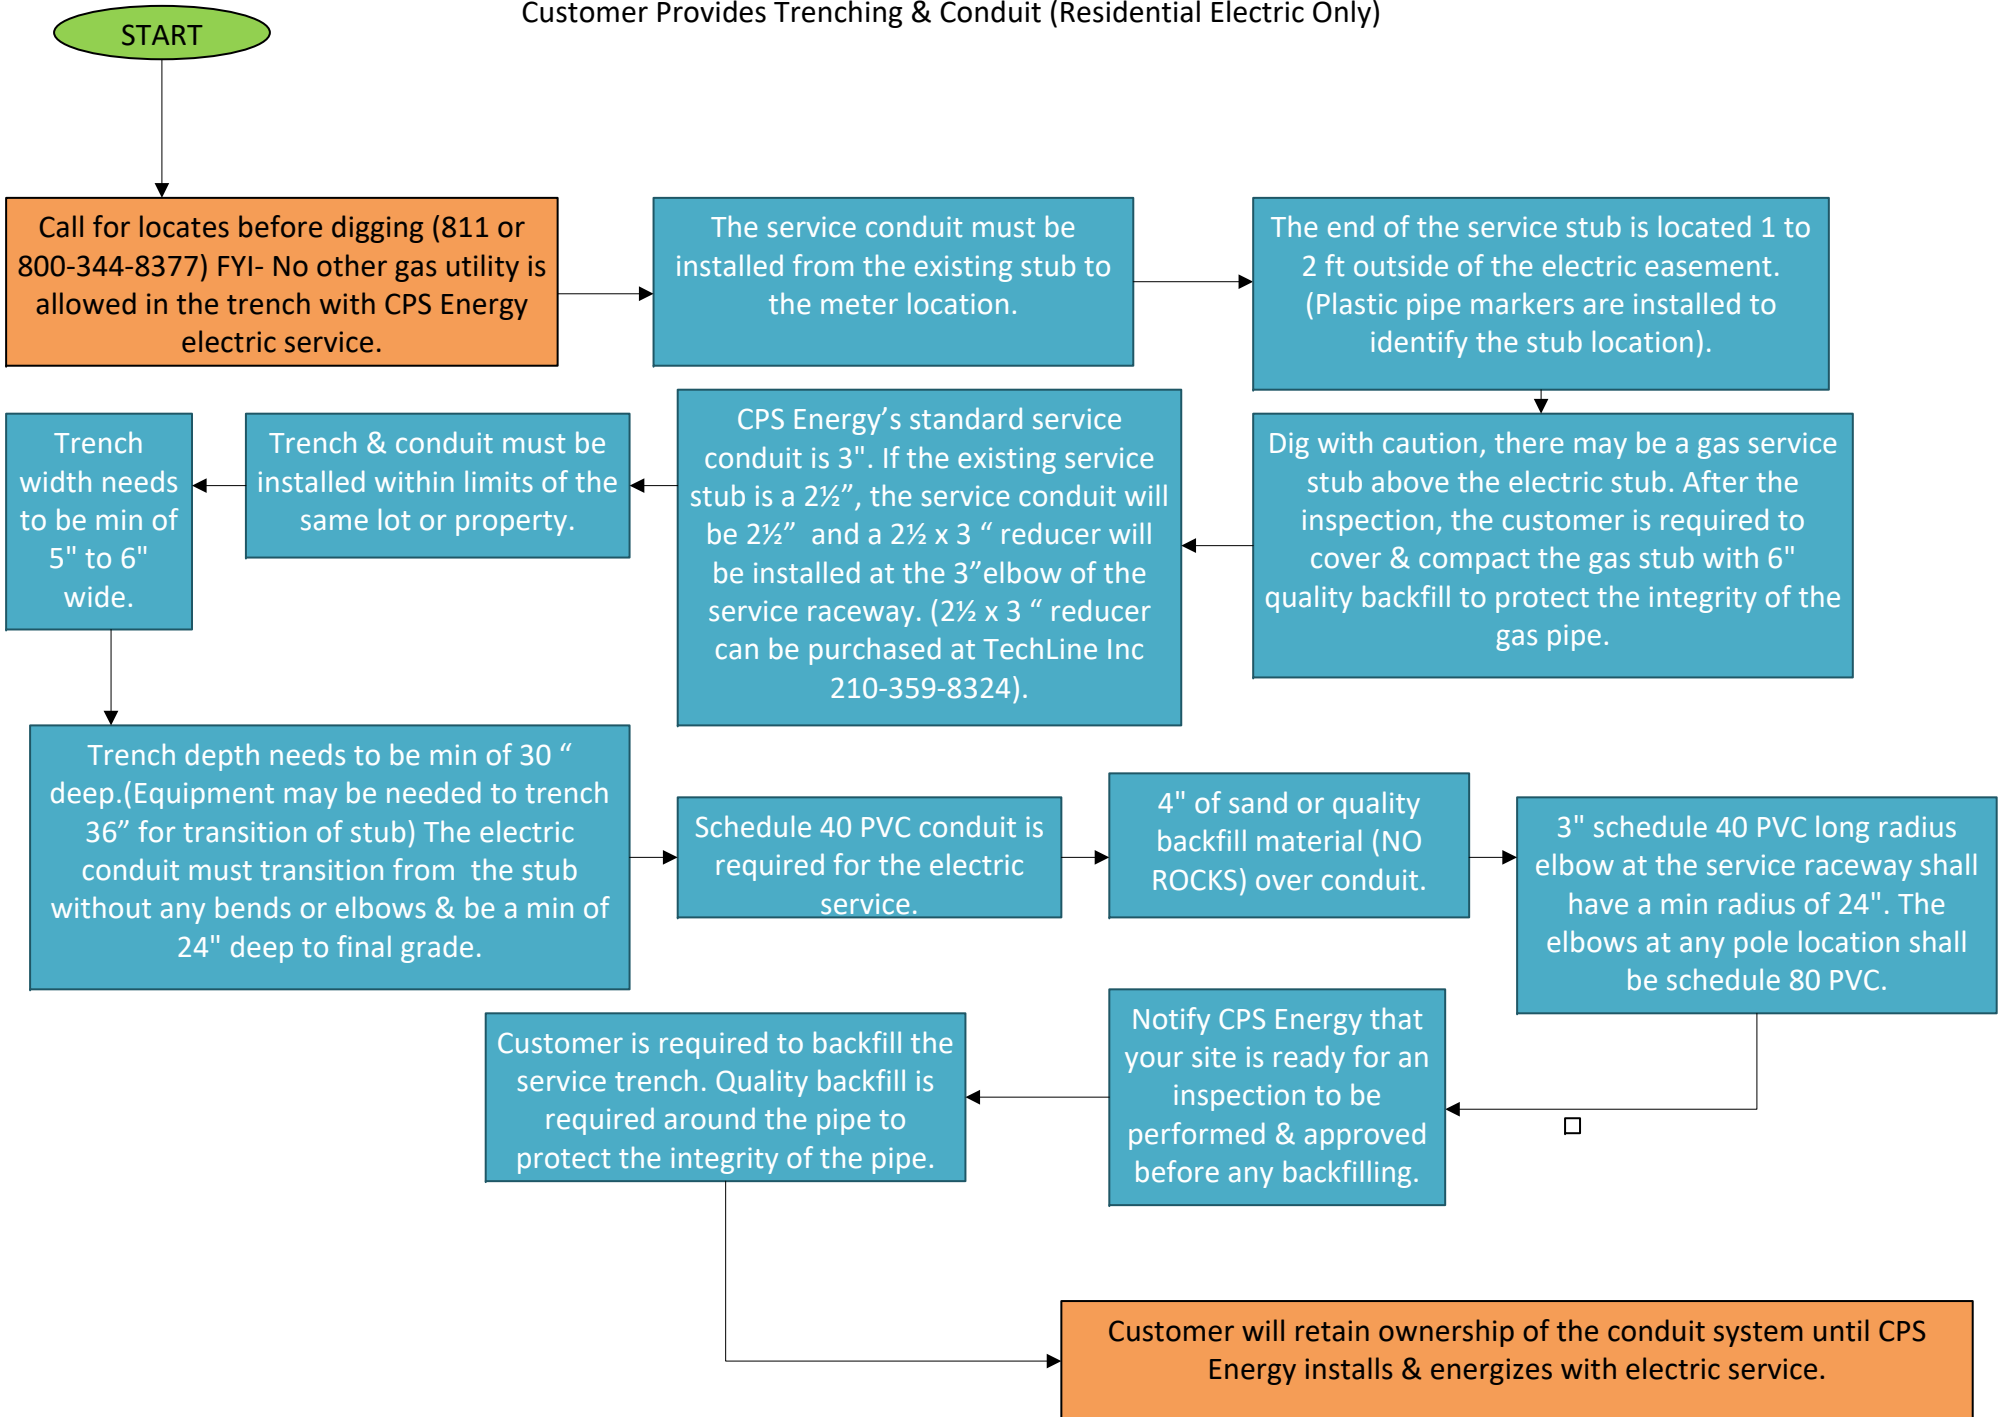 Customer Provides Trenching & Conduit (Residential Electric Only)
START
Call for locates before digging (811 or
800-344-8377) FYI- No other gas utility is
allowed in the trench with CPS Energy
electric service.
The service conduit must be
installed from the existing stub to
the meter location.
The end of the service stub is located 1 to
2 ft outside of the electric easement.
(Plastic pipe markers are installed to
identify the stub location).
Dig with caution, there may be a gas service
stub above the electric stub. After the
inspection, the customer is required to
cover & compact the gas stub with 6"
quality backfill to protect the integrity of the
gas pipe.
CPS Energy’s standard service
conduit is 3". If the existing service
stub is a 2½”, the service conduit will
be 2½”  and a 2½ x 3 “ reducer will
be installed at the 3”elbow of the
service raceway. (2½ x 3 “ reducer
can be purchased at TechLine Inc
210-359-8324).
Trench & conduit must be
installed within limits of the
same lot or property.
Trench
width needs
to be min of
5" to 6"
wide.
Trench depth needs to be min of 30 “
deep.(Equipment may be needed to trench
36” for transition of stub) The electric
conduit must transition from  the stub
without any bends or elbows & be a min of
24" deep to final grade.
Schedule 40 PVC conduit is
required for the electric
service.
4" of sand or quality
backfill material (NO
ROCKS) over conduit.
3" schedule 40 PVC long radius
elbow at the service raceway shall
have a min radius of 24". The
elbows at any pole location shall
be schedule 80 PVC.
Notify CPS Energy that
your site is ready for an
inspection to be
performed & approved
before any backfilling.
Customer is required to backfill the
service trench. Quality backfill is
required around the pipe to
protect the integrity of the pipe.
Customer will retain ownership of the conduit system until CPS
Energy installs & energizes with electric service.